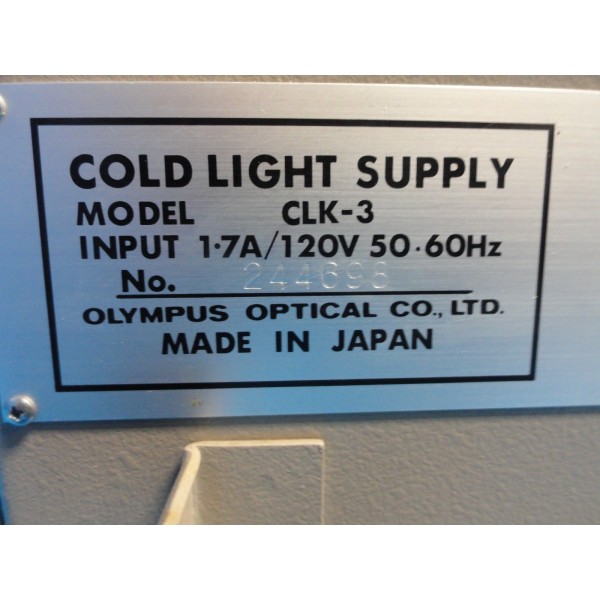 COLD LIGHT SUPPLY
MODEL CLK-3
INPUT 1·7A/120V 50·60Hz
No. 244698
OLYMPUS OPTICAL CO., LTD.
MADE IN JAPAN